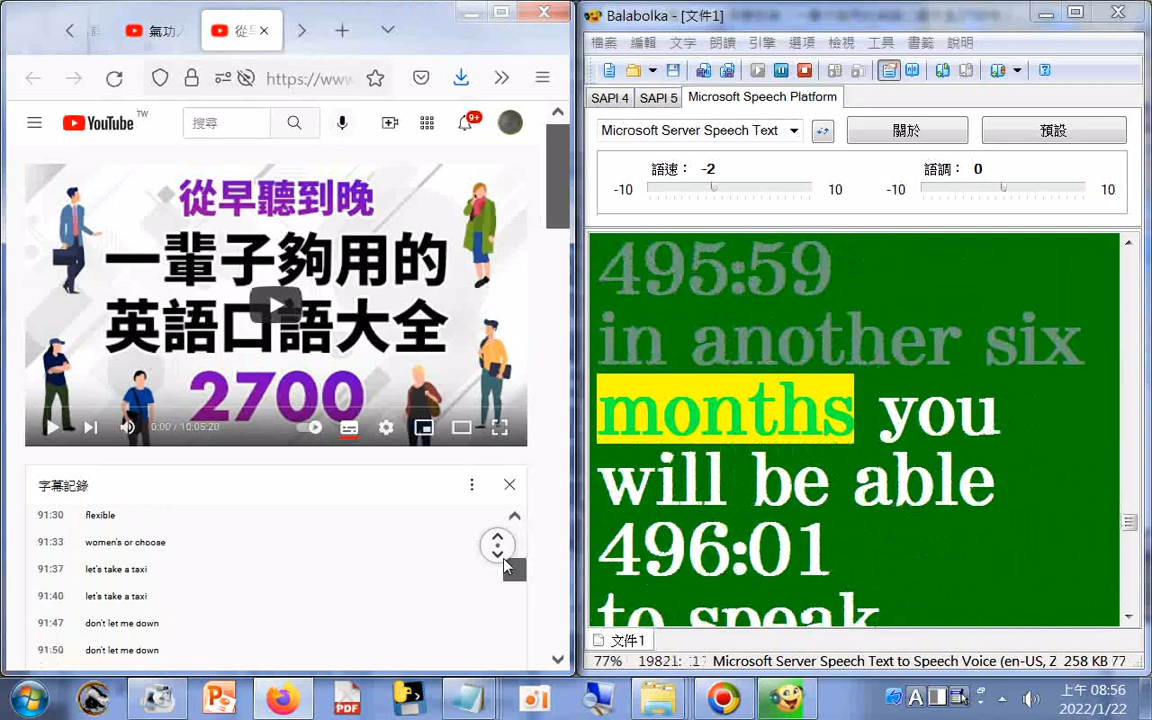 氣功
從
https://www
YouTube TW
搜尋
9+
從早聽到晚
一輩子夠用的
英語口語大全
2700
0:00 / 10:05:20
字幕記錄
91:30 flexible
91:33 women's or choose
91:37 let's take a taxi
91:40 let's take a taxi
91:47 don't let me down
91:50 don't let me down
Balabolka - [文件1]
檔案 編輯 文字 朗讀 引擎 選項 檢視 工具 書籤 說明
SAPI 4 SAPI 5 Microsoft Speech Platform
Microsoft Server Speech Text 關於 預設
語速： -2 語調： 0
-10 10 -10 10
495:59
in another six
months you
will be able
496:01
to speak
文件1
77% 19821: Microsoft Server Speech Text to Speech Voice (en-US, Z 258 KB 77
PDF
A
上午 08:56
2022/1/22